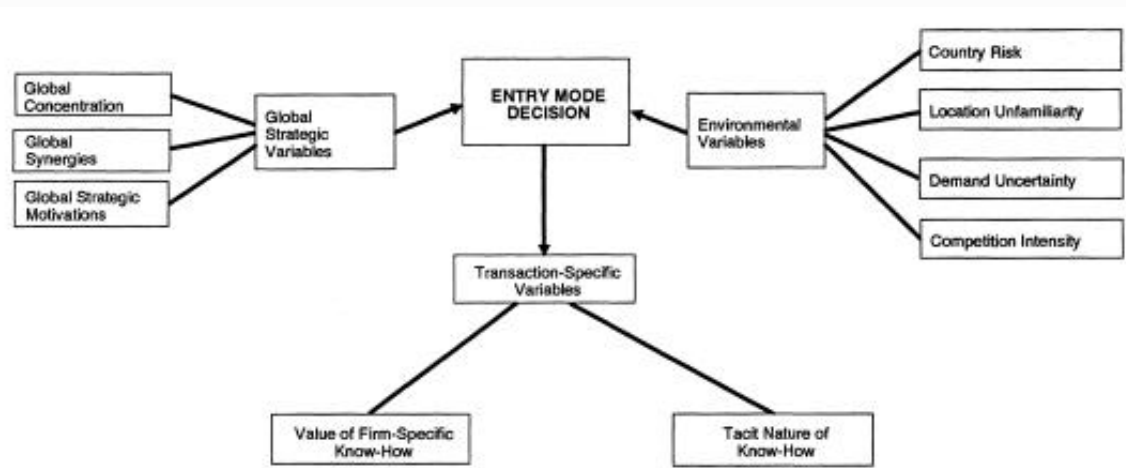 Global
Concentration
Global
Synergies
Global Strategic
Motivations
Global
Strategic
Variables
ENTRY MODE
DECISION
Environmental
Variables
Country Risk
Location Unfamiliarity
Demand Uncertainty
Competition Intensity
Transaction-Specific
Variables
Value of Firm-Specific
Know-How
Tacit Nature of
Know-How